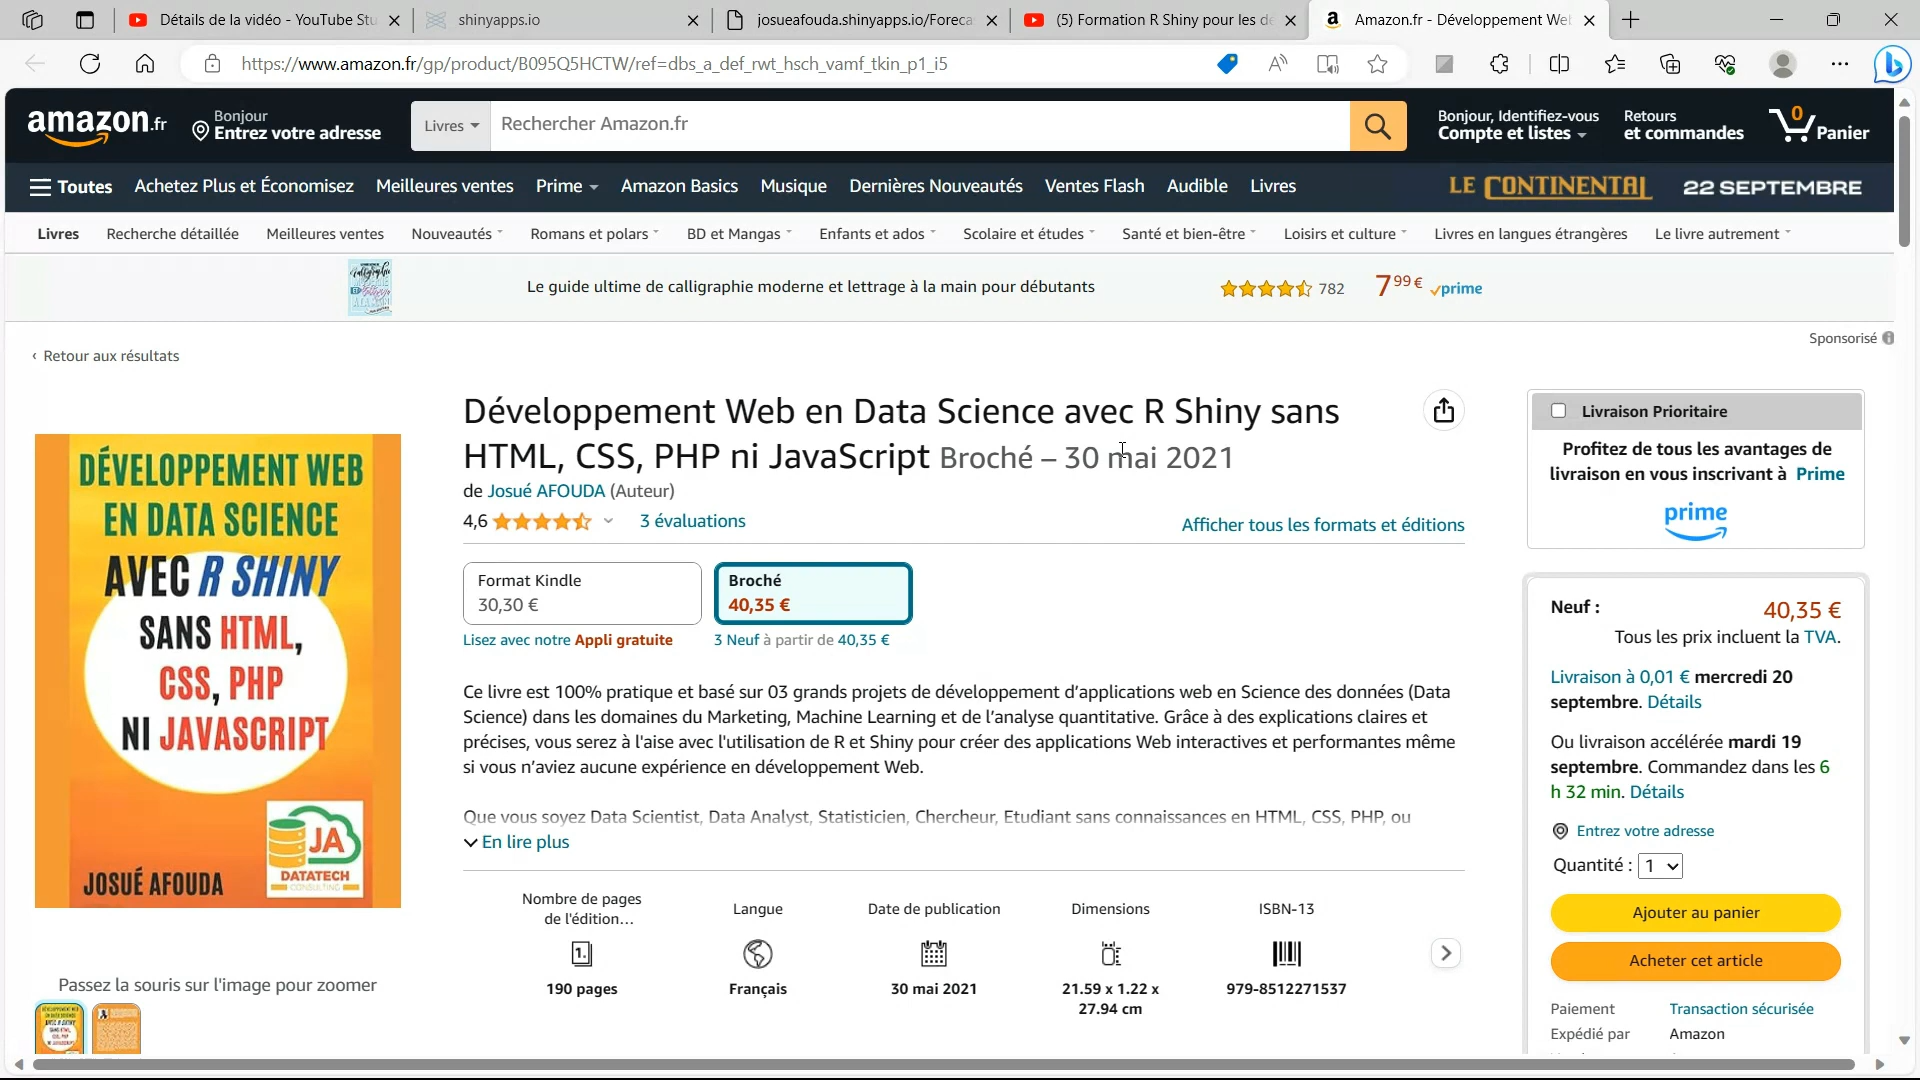 Détails de la vidéo - YouTube Stu
shinyapps.io
josueafouda.shinyapps.io/Foreca
(5) Formation R Shiny pour les dé
Amazon.fr - Développement Web
https://www.amazon.fr/gp/product/B095Q5HCTW/ref=dbs_a_def_rwt_hsch_vamf_tkin_p1_i5
amazon.fr
Bonjour
Entrez votre adresse
Livres
Rechercher Amazon.fr
Bonjour, Identifiez-vous
Compte et listes
Retours
et commandes
0
Panier
Toutes
Achetez Plus et Économisez
Meilleures ventes
Prime
Amazon Basics
Musique
Dernières Nouveautés
Ventes Flash
Audible
Livres
LE CONTINENTAL
22 SEPTEMBRE
Livres
Recherche détaillée
Meilleures ventes
Nouveautés
Romans et polars
BD et Mangas
Enfants et ados
Scolaire et études
Santé et bien-être
Loisirs et culture
Livres en langues étrangères
Le livre autrement
Le guide ultime de calligraphie moderne et lettrage à la main pour débutants
782
7 99 €
prime
Sponsorisé
‹ Retour aux résultats
DÉVELOPPEMENT WEB
EN DATA SCIENCE
AVEC R SHINY
SANS HTML,
CSS, PHP
NI JAVASCRIPT
JOSUÉ AFOUDA
JA
DATATECH
CONSULTING
Passez la souris sur l'image pour zoomer
Développement Web en Data Science avec R Shiny sans
HTML, CSS, PHP ni JavaScript Broché – 30 mai 2021
de Josué AFOUDA (Auteur)
4,6
3 évaluations
Afficher tous les formats et éditions
Format Kindle
30,30 €
Broché
40,35 €
Lisez avec notre Appli gratuite
3 Neuf à partir de 40,35 €
Ce livre est 100% pratique et basé sur 03 grands projets de développement d'applications web en Science des données (Data
Science) dans les domaines du Marketing, Machine Learning et de l'analyse quantitative. Grâce à des explications claires et
précises, vous serez à l'aise avec l'utilisation de R et Shiny pour créer des applications Web interactives et performantes même
si vous n'aviez aucune expérience en développement Web.
Que vous soyez Data Scientist, Data Analyst, Statisticien, Chercheur, Etudiant sans connaissances en HTML, CSS, PHP, ou
En lire plus
Nombre de pages
de l'édition…
190 pages
Langue
Français
Date de publication
30 mai 2021
Dimensions
21.59 x 1.22 x
27.94 cm
ISBN-13
979-8512271537
Livraison Prioritaire
Profitez de tous les avantages de
livraison en vous inscrivant à Prime
prime
Neuf :
40,35 €
Tous les prix incluent la TVA.
Livraison à 0,01 € mercredi 20
septembre. Détails
Ou livraison accélérée mardi 19
septembre. Commandez dans les 6
h 32 min. Détails
Entrez votre adresse
Quantité : 1
Ajouter au panier
Acheter cet article
Paiement
Transaction sécurisée
Expédié par
Amazon